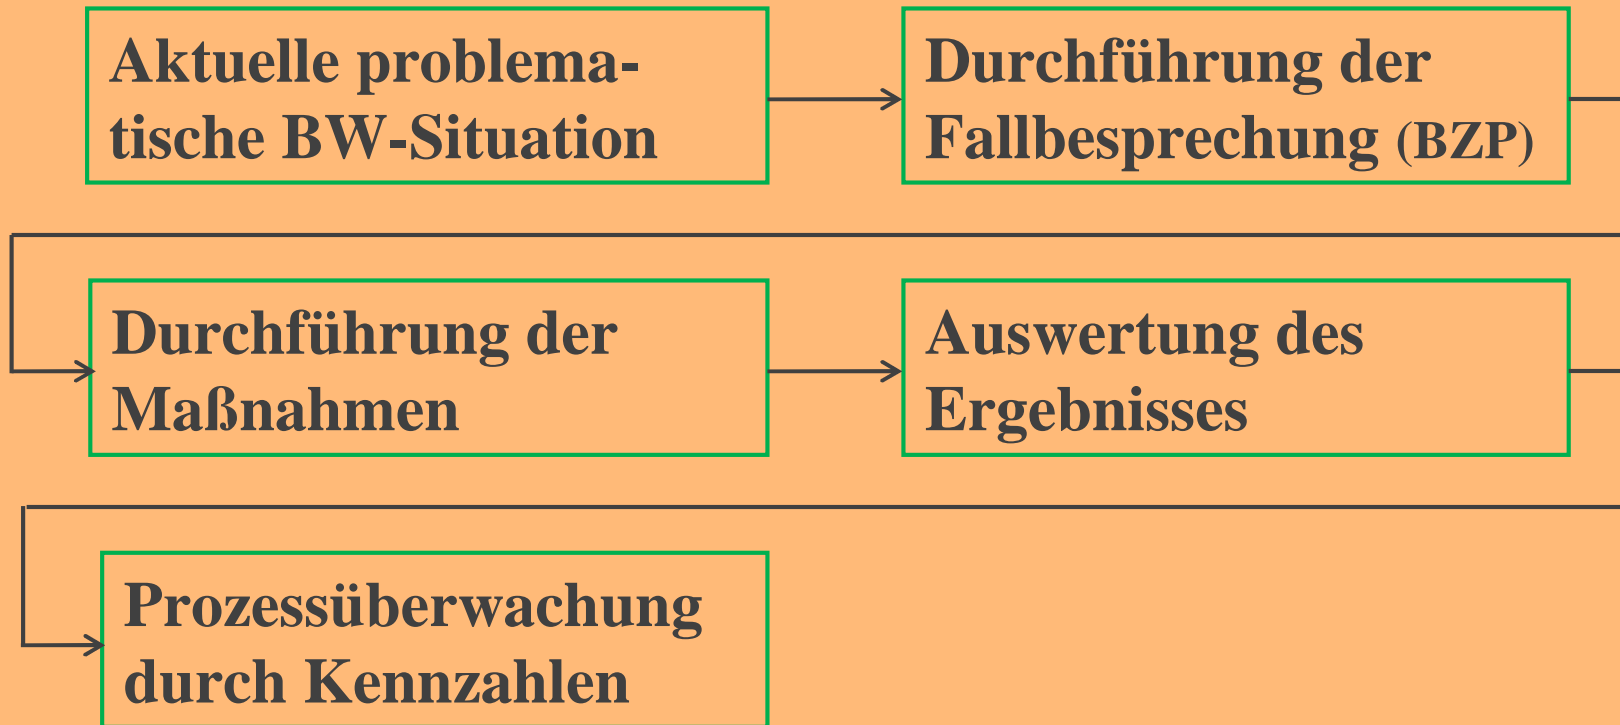 Aktuelle problema-
tische BW-Situation
Durchführung der
Fallbesprechung (BZP)
Durchführung der
Maßnahmen
Auswertung des
Ergebnisses
Prozessüberwachung
durch Kennzahlen